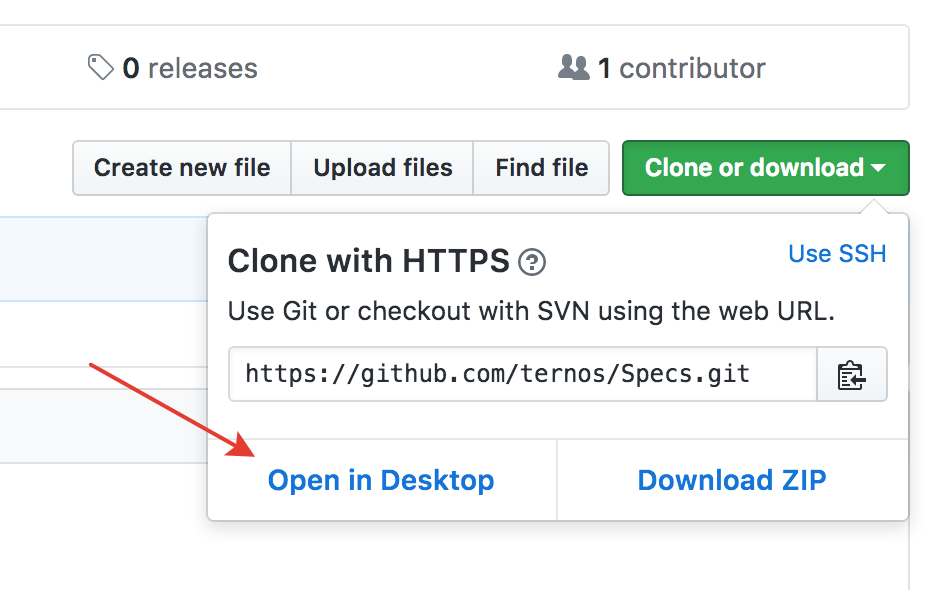 0 releases
1 contributor
Create new file
Upload files
Find file
Clone or download
Clone with HTTPS
?
Use SSH
Use Git or checkout with SVN using the web URL.
https://github.com/ternos/Specs.git
Open in Desktop
Download ZIP